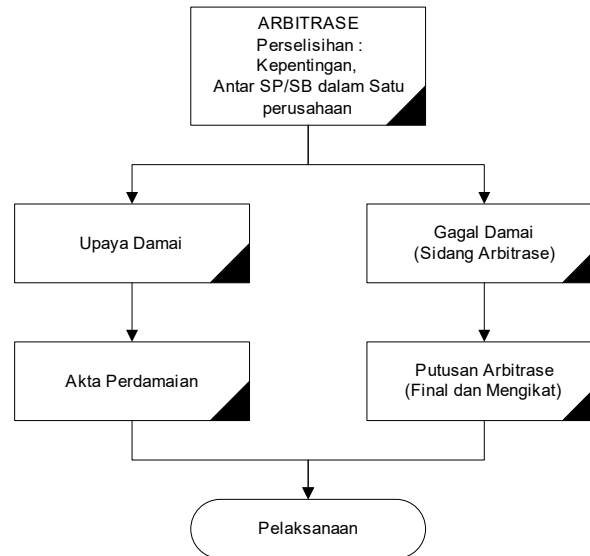 ARBITRASE
Perselisihan :
Kepentingan,
Antar SP/SB dalam Satu
perusahaan
Upaya Damai
Gagal Damai
(Sidang Arbitrase)
Akta Perdamaian
Putusan Arbitrase
(Final dan Mengikat)
Pelaksanaan